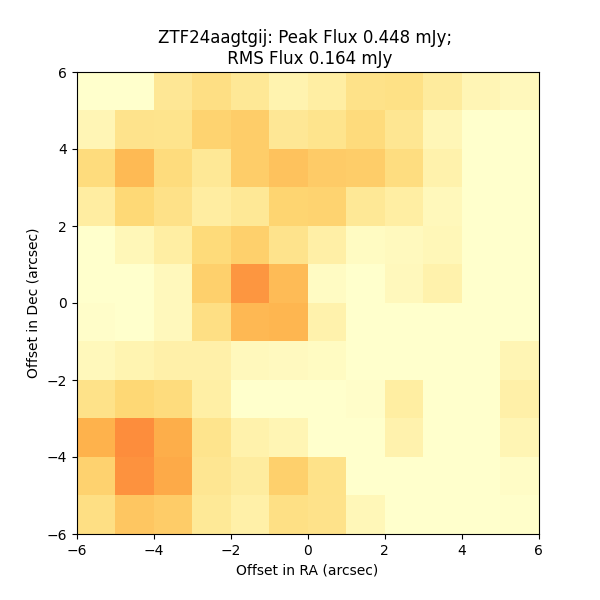 ZTF24aagtgij: Peak Flux 0.448 mJy;
RMS Flux 0.164 mJy
6
4
2
0
−2
−4
−6
Offset in Dec (arcsec)
−6 −4 −2 0 2 4 6
Offset in RA (arcsec)